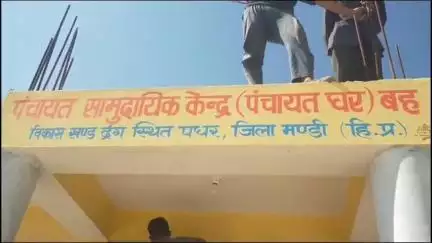 पंचायत सामुदायिक केन्द्र (पंचायत घर) बह
विकास खण्ड द्रंग स्थित पधर, जिला मण्डी (हि.प्र.)